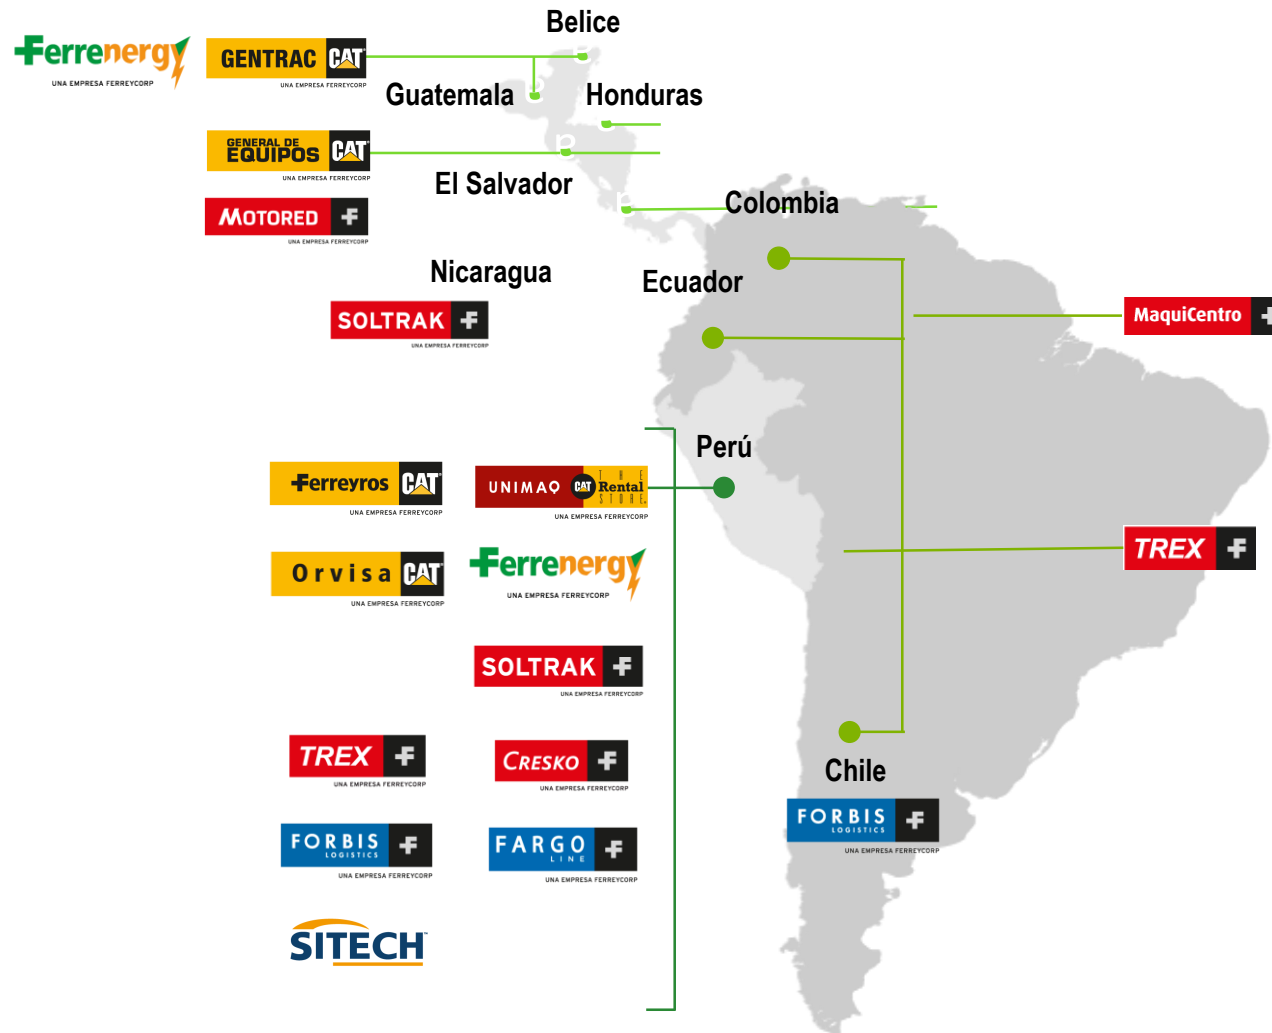 Belice
Ferrenergy
UNA EMPRESA FERREYCORP
GENTRAC CAT
UNA EMPRESA FERREYCORP
Guatemala
Honduras
GENERAL DE
EQUIPOS CAT
UNA EMPRESA FERREYCORP
El Salvador
MOTORED
UNA EMPRESA FERREYCORP
Colombia
Nicaragua
Ecuador
SOLTRAK
UNA EMPRESA FERREYCORP
MaquiCentro
Perú
Ferreyros CAT
UNA EMPRESA FERREYCORP
UNIMAQ CAT THE
Rental
STORE
UNA EMPRESA FERREYCORP
Orvisa CAT
UNA EMPRESA FERREYCORP
Ferrenergy
UNA EMPRESA FERREYCORP
TREX
SOLTRAK
UNA EMPRESA FERREYCORP
TREX
UNA EMPRESA FERREYCORP
CRESKO
UNA EMPRESA FERREYCORP
Chile
FORBIS
LOGISTICS
UNA EMPRESA FERREYCORP
FORBIS
LOGISTICS
UNA EMPRESA FERREYCORP
FARGO
LINE
UNA EMPRESA FERREYCORP
SITECH